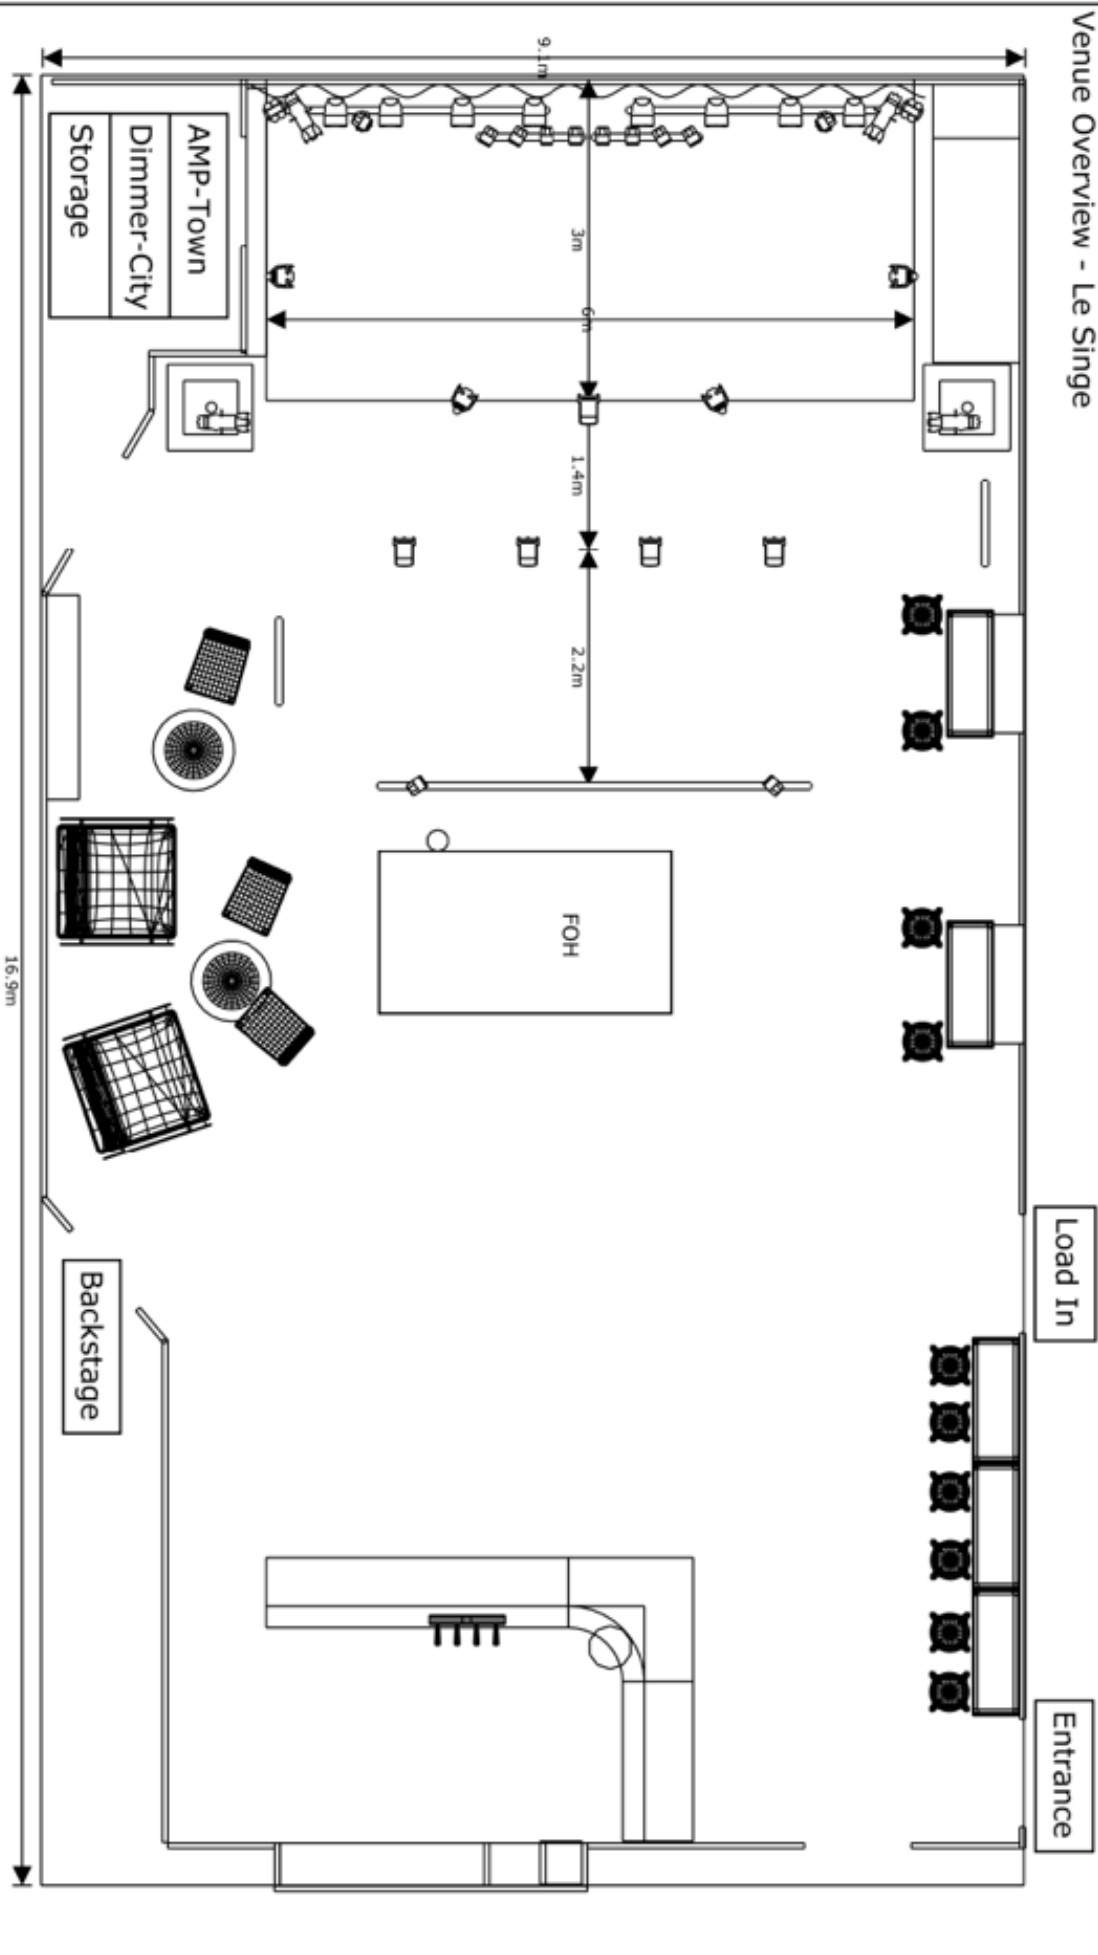 Venue Overview - Le Singe
9.1m
AMP-Town
Dimmer-City
Storage
3m
6m
1.4m
2.2m
FOH
16.9m
Load In
Backstage
Entrance